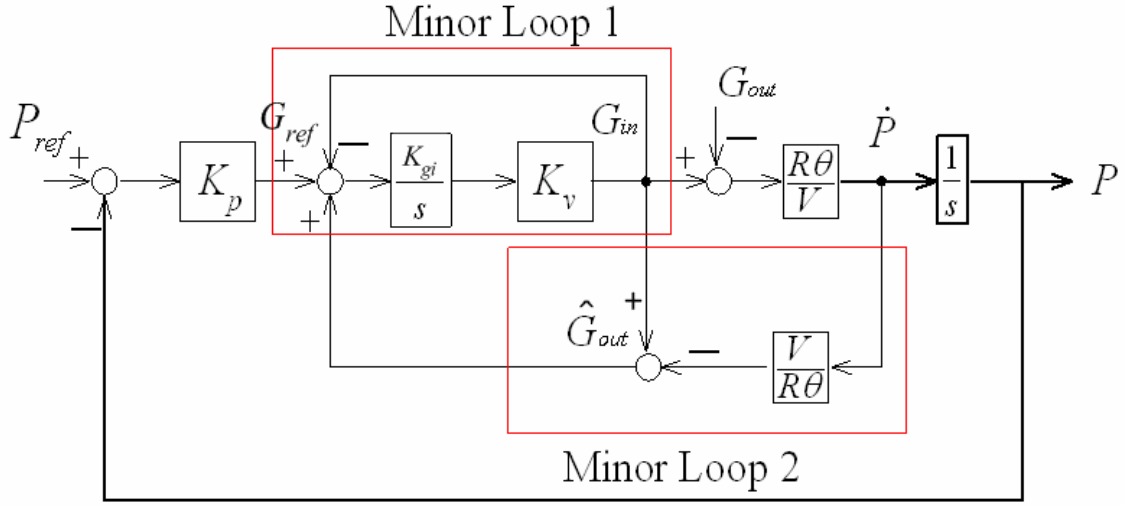 Minor Loop 1
P_ref
+
−
K_p
G_ref
+
−
+
K_gi
s
K_v
G_in
+
G_out
−
Rθ
V
Ṗ
1
s
P
+
Ĝ_out
−
V
Rθ
Minor Loop 2